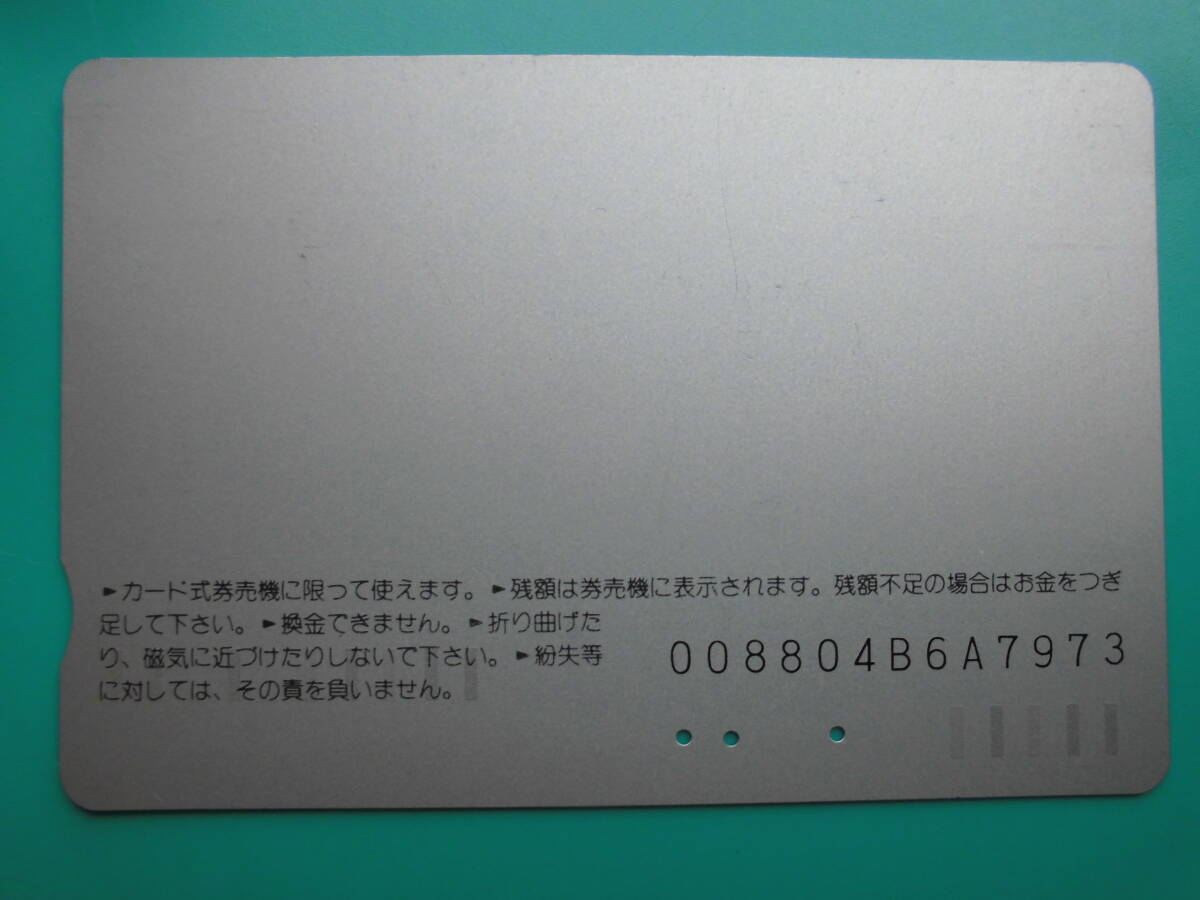 ►カード式券売機に限って使えます。►残額は券売機に表示されます。残額不足の場合はお金をつぎ
足して下さい。►換金できません。►折り曲げた
り、磁気に近づけたりしないで下さい。►紛失等
に対しては、その責を負いません。
008804B6A7973